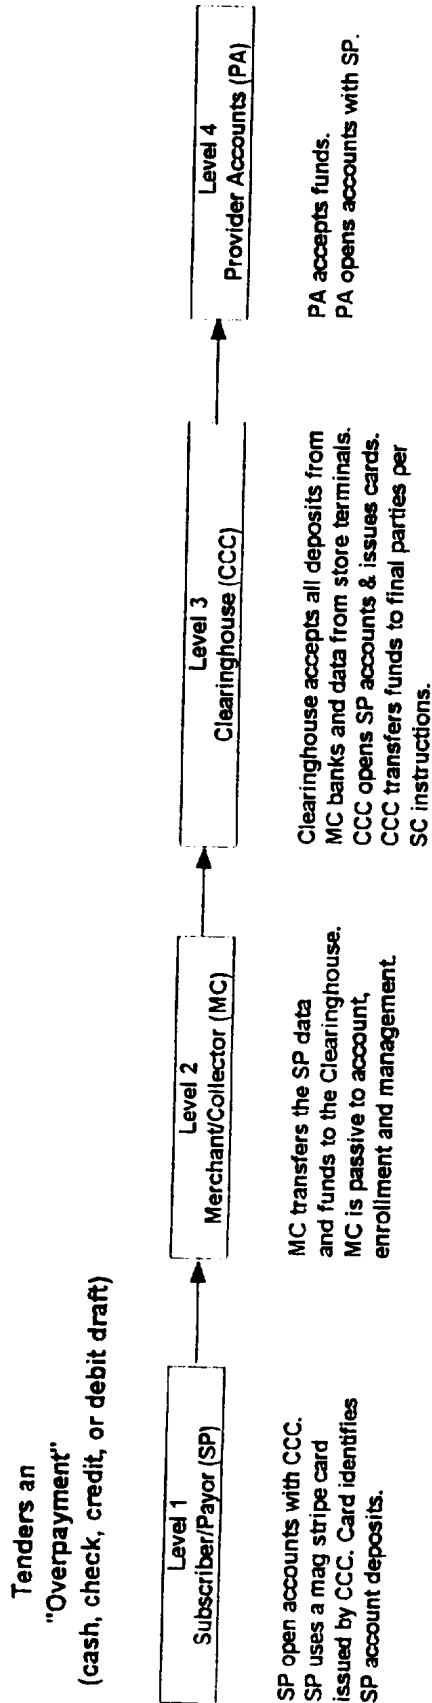 Tenders an
"Overpayment"
(cash, check, credit, or debit draft)
Level 1
Subscriber/Payor (SP)
SP open accounts with CCC.
SP uses a mag stripe card
issued by CCC. Card identifies
SP account deposits.
Level 2
Merchant/Collector (MC)
MC transfers the SP data
and funds to the Clearinghouse.
MC is passive to account,
enrollment and management.
Level 3
Clearinghouse (CCC)
Clearinghouse accepts all deposits from
MC banks and data from store terminals.
CCC opens SP accounts & issues cards.
CCC transfers funds to final parties per
SC instructions.
Level 4
Provider Accounts (PA)
PA accepts funds.
PA opens accounts with SP.